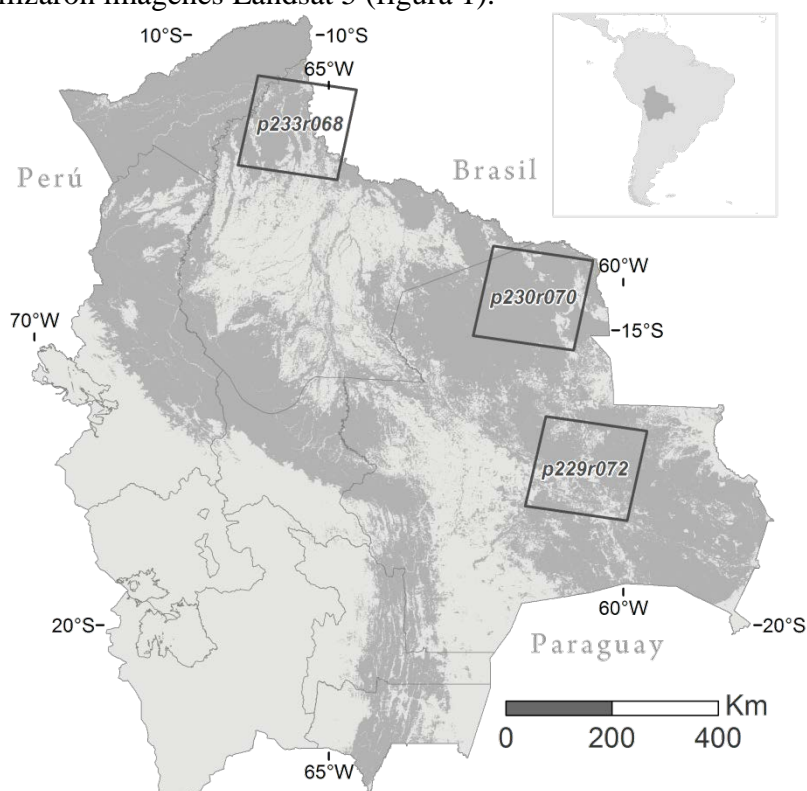 imágenes Landsat 5 (figura 1).
10°S-
-10°S
65°W
p233r068
Perú
Brasil
60°W
p230r070
70°W
-15°S
p229r072
60°W
20°S-
-20°S
Paraguay
Km
0 200 400
65°W